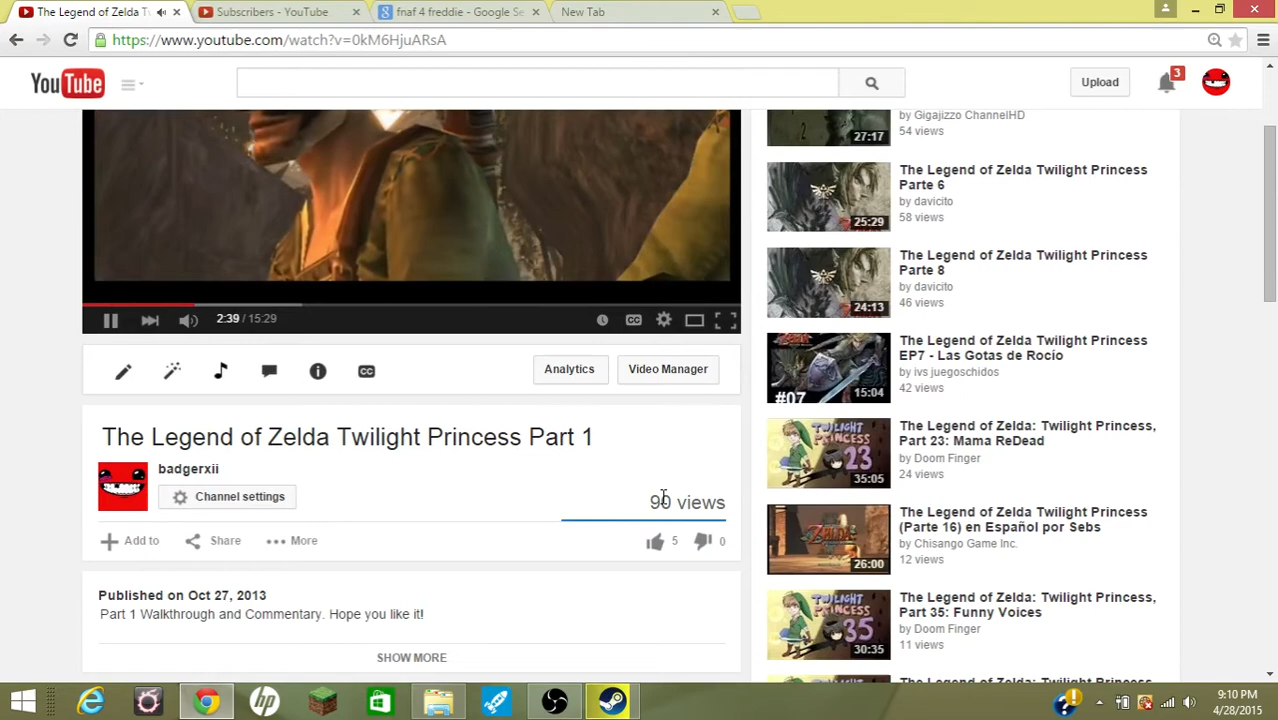 The Legend of Zelda T
Subscribers - YouTube
fnaf 4 freddie - Google Se
New Tab
https://www.youtube.com/watch?v=0kM6HjuARsA
YouTube
Upload
3
by Gigajizzo ChannelHD
54 views
27:17
The Legend of Zelda Twilight Princess
Parte 6
by davicito
58 views
25:29
The Legend of Zelda Twilight Princess
Parte 8
by davicito
46 views
24:13
2:39 / 15:29
CC
The Legend of Zelda Twilight Princess
EP7 - Las Gotas de Rocío
by ivs juegoschidos
42 views
#07
15:04
CC
Analytics
Video Manager
The Legend of Zelda Twilight Princess Part 1
badgerxii
Channel settings
90 views
Add to
Share
More
5
0
The Legend of Zelda: Twilight Princess,
Part 23: Mama ReDead
by Doom Finger
24 views
TWILIGHT
PRINCESS
23
35:05
The Legend of Zelda Twilight Princess
(Parte 16) en Español por Sebs
by Chisango Game Inc.
12 views
26:00
Published on Oct 27, 2013
Part 1 Walkthrough and Commentary. Hope you like it!
SHOW MORE
The Legend of Zelda: Twilight Princess,
Part 35: Funny Voices
by Doom Finger
11 views
TWILIGHT
PRINCESS
35
30:35
The Legend of Zelda: Twilight Princess,
hp
9:10 PM
4/28/2015